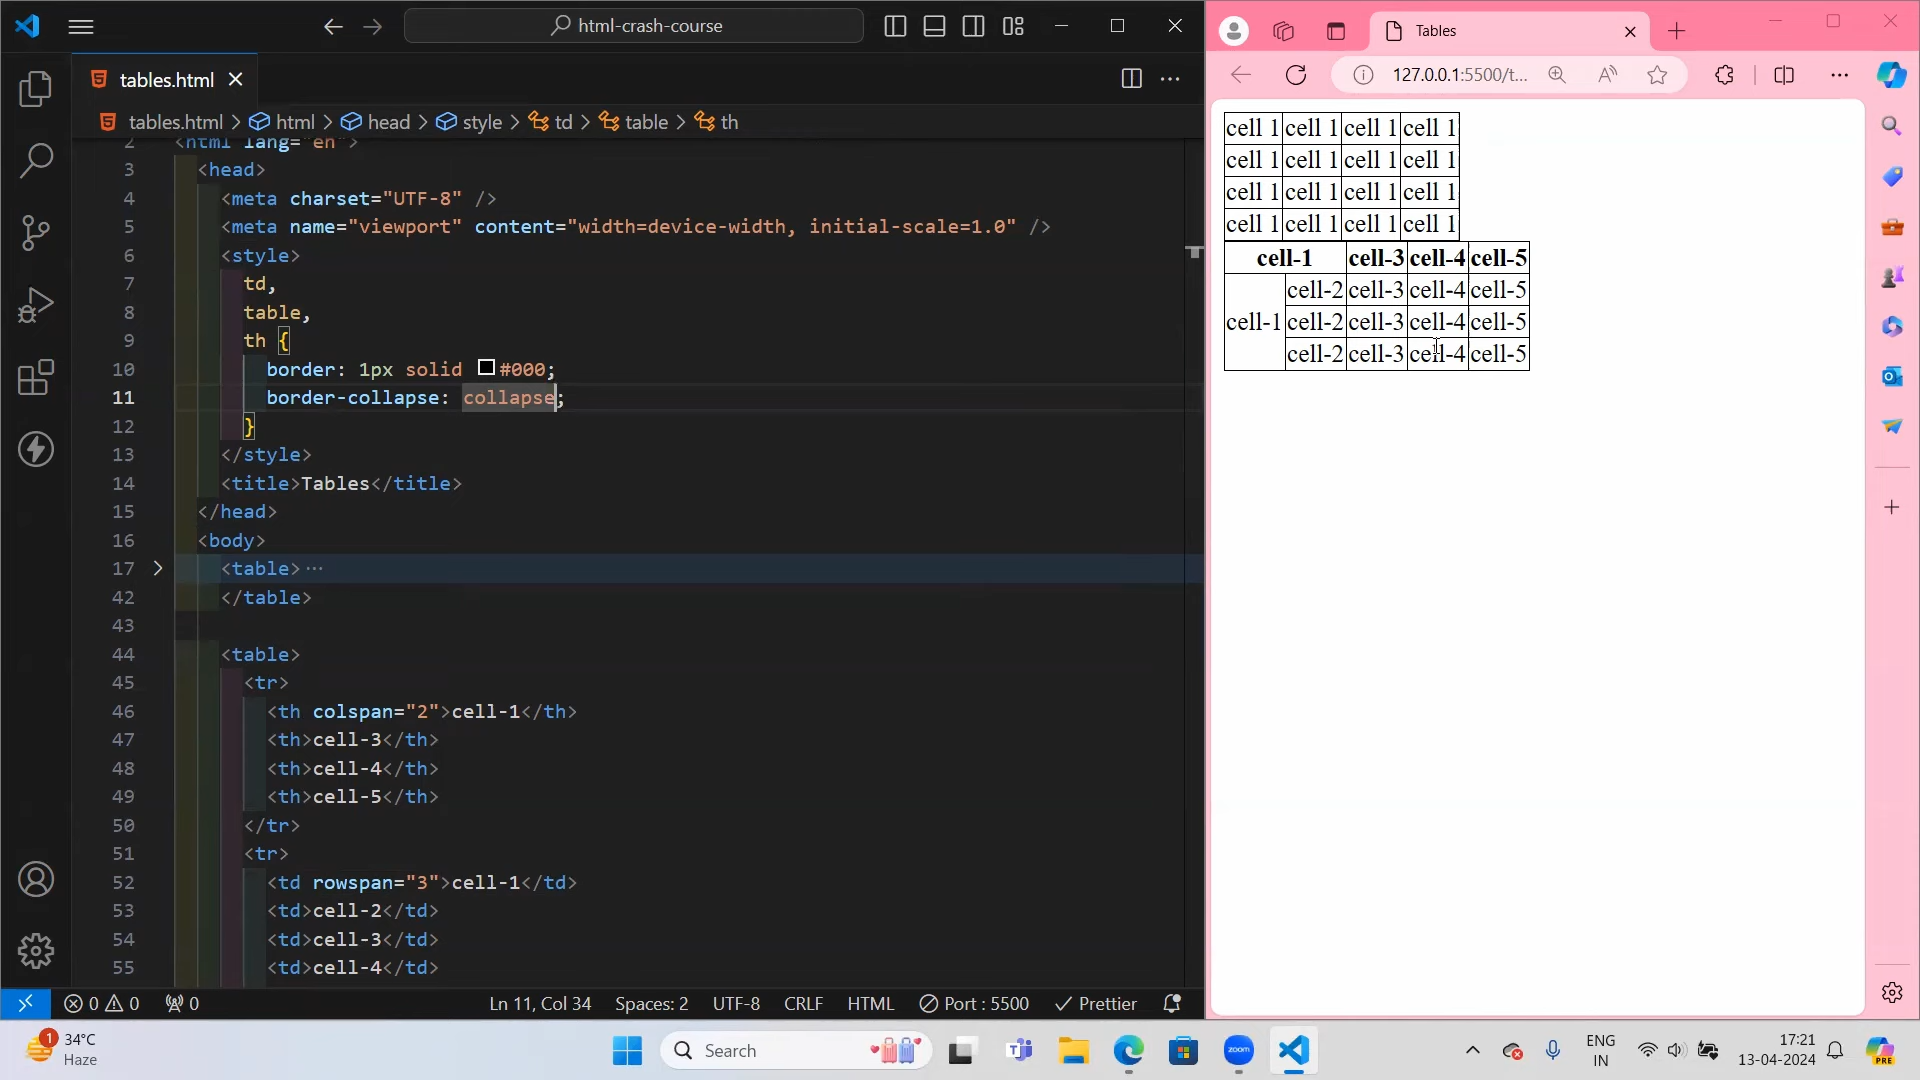 html-crash-course
tables.html
tables.html > html > head > style > td > table > th
2 <html lang="en">
3 <head>
4 <meta charset="UTF-8" />
5 <meta name="viewport" content="width=device-width, initial-scale=1.0" />
6 <style>
7 td,
8 table,
9 th {
10 border: 1px solid #000;
11 border-collapse: collapse;
12 }
13 </style>
14 <title>Tables</title>
15 </head>
16 <body>
17 <table>···
42 </table>
43
44 <table>
45 <tr>
46 <th colspan="2">cell-1</th>
47 <th>cell-3</th>
48 <th>cell-4</th>
49 <th>cell-5</th>
50 </tr>
51 <tr>
52 <td rowspan="3">cell-1</td>
53 <td>cell-2</td>
54 <td>cell-3</td>
55 <td>cell-4</td>
0 0 0 Ln 11, Col 34 Spaces: 2 UTF-8 CRLF HTML Port : 5500 Prettier
Tables
127.0.0.1:5500/t...
cell 1 cell 1 cell 1 cell 1
cell 1 cell 1 cell 1 cell 1
cell 1 cell 1 cell 1 cell 1
cell 1 cell 1 cell 1 cell 1
cell-1 cell-3 cell-4 cell-5
cell-2 cell-3 cell-4 cell-5
cell-1 cell-2 cell-3 cell-4 cell-5
cell-2 cell-3 cell-4 cell-5
1
34°C
Haze
Search
zoom
ENG
IN
17:21
13-04-2024
PRE